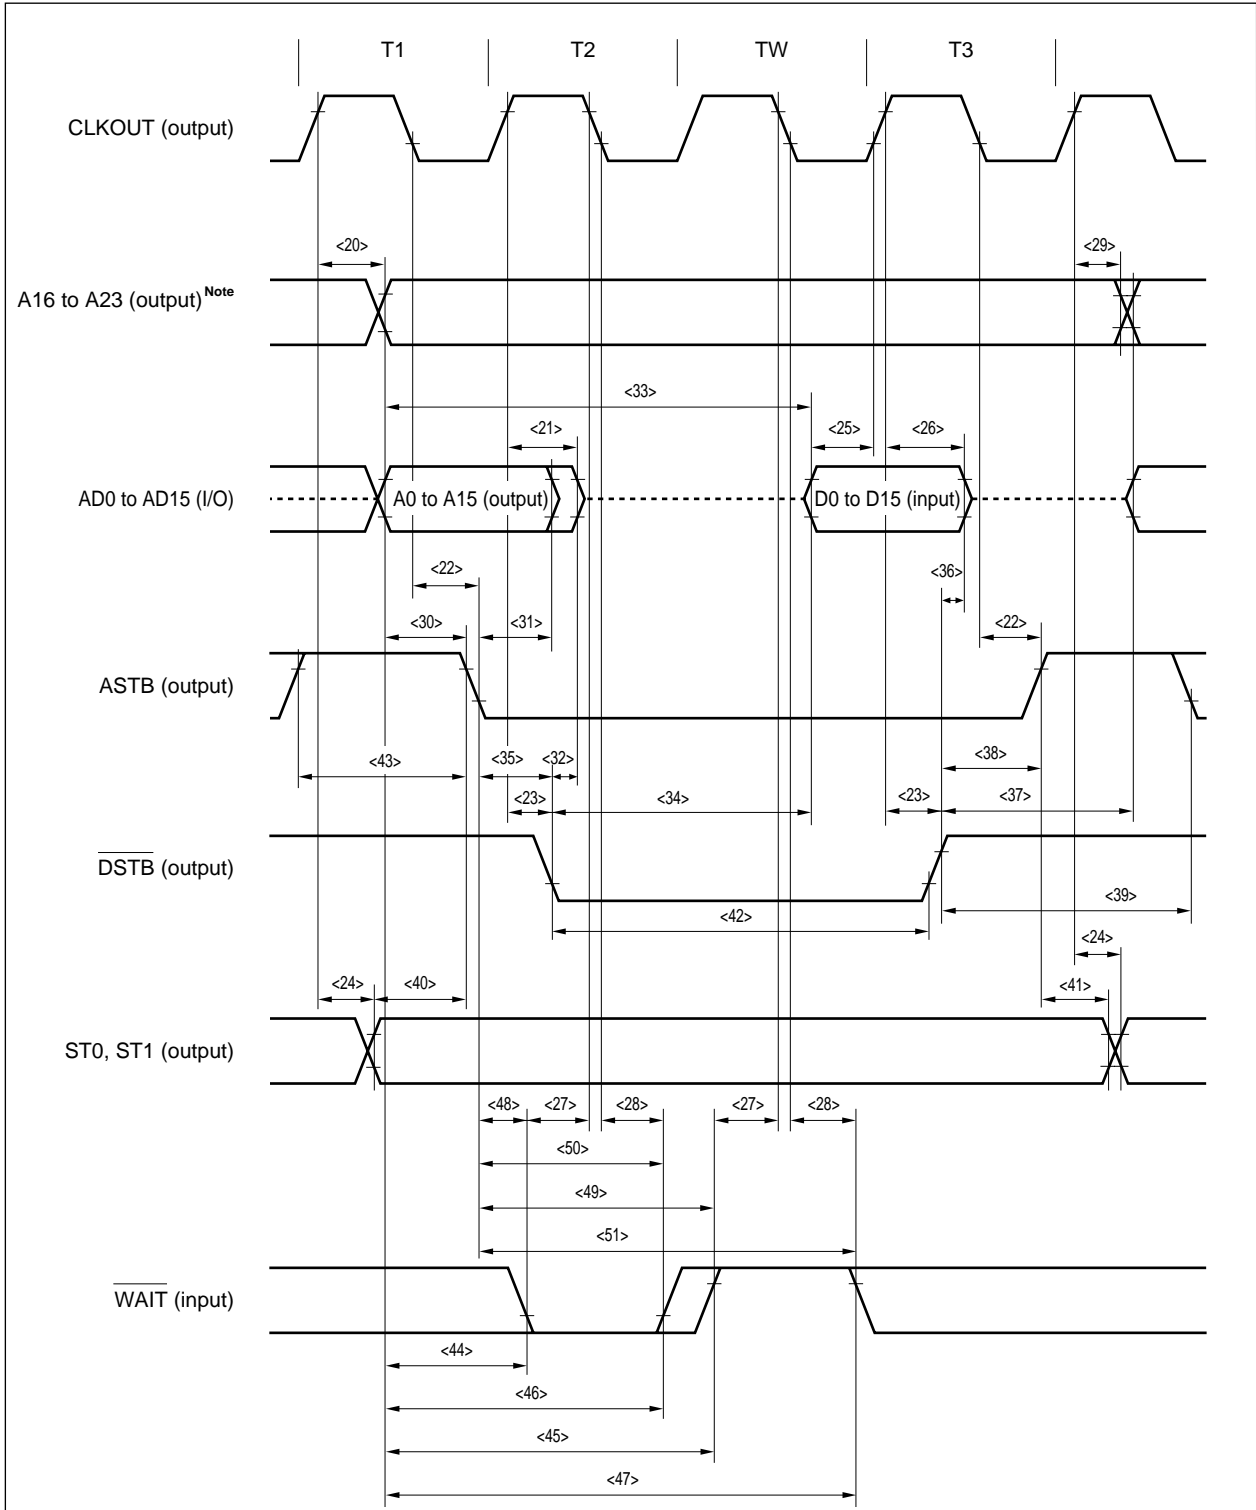 T1 T2 TW T3
CLKOUT (output)
<20> <29>
A16 to A23 (output) Note
<33>
<21> <25> <26>
AD0 to AD15 (I/O) A0 to A15 (output) D0 to D15 (input)
<22> <36>
<30> <31> <22>
ASTB (output)
<43> <35> <32> <38>
<23> <34> <23> <37>
DSTB (output)
<39>
<42>
<24>
<24> <40> <41>
ST0, ST1 (output)
<48> <27> <28> <27> <28>
<50>
<49>
<51>
WAIT (input)
<44>
<46>
<45>
<47>